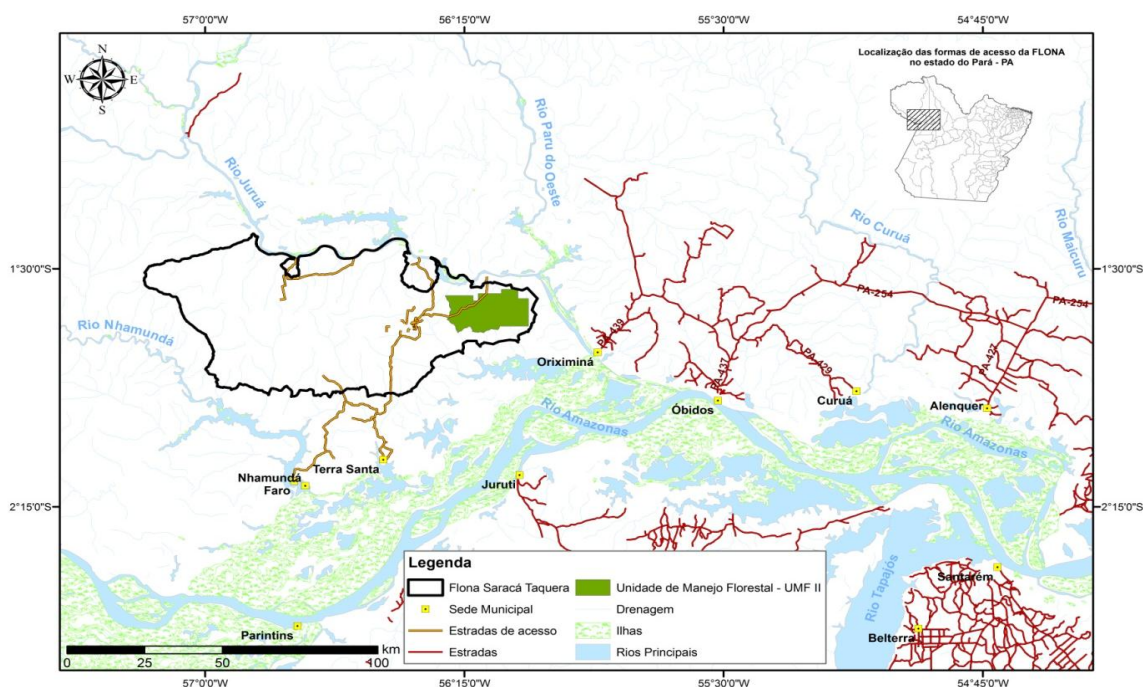 57°0'0"W
56°15'0"W
55°30'0"W
54°45'0"W
N
W
E
S
Localização das formas de acesso da FLONA
no estado do Pará - PA
Rio Paru do Oeste
Rio Juruá
Rio Curuá
Rio Maicuru
1°30'0"S
1°30'0"S
PA-254
PA-254
Rio Nhamundá
PA-439
Oriximiná
PA-437
PA-429
PA-427
Óbidos
Curuá
Alenquer
Rio Amazonas
Rio Amazonas
Terra Santa
Nhamundá
Faro
Juruti
2°15'0"S
2°15'0"S
Rio Tapajós
Santarém
Belterra
Parintins
Legenda
Flona Saracá Taquera
Unidade de Manejo Florestal - UMF II
Sede Municipal
Drenagem
Estradas de acesso
Ilhas
Estradas
Rios Principais
km
0 25 50 100
57°0'0"W
56°15'0"W
55°30'0"W
54°45'0"W